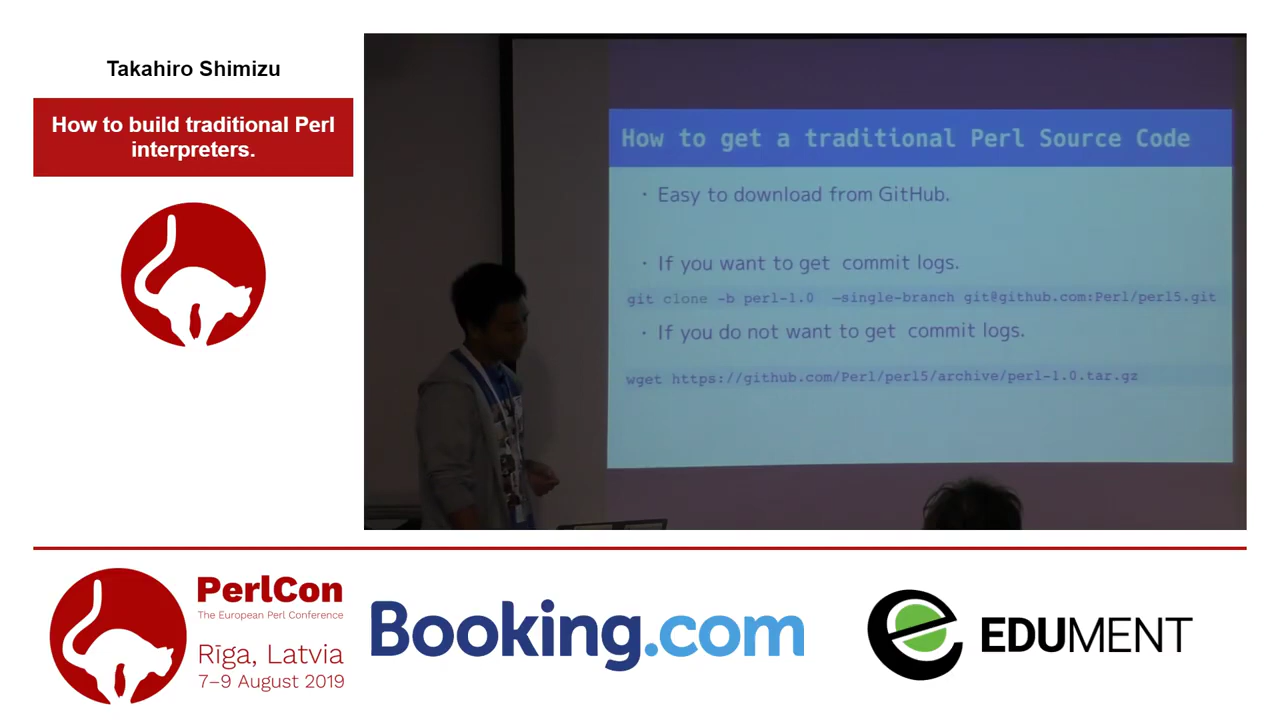 Takahiro Shimizu
How to build traditional Perl
interpreters.
How to get a traditional Perl Source Code
・ Easy to download from GitHub.
・ If you want to get commit logs.
git clone -b perl-1.0 —single-branch git@github.com:Perl/perl5.git
・ If you do not want to get commit logs.
wget https://github.com/Perl/perl5/archive/perl-1.0.tar.gz
PerlCon
The European Perl Conference
Rīga, Latvia
7–9 August 2019
Booking.com
EDUMENT